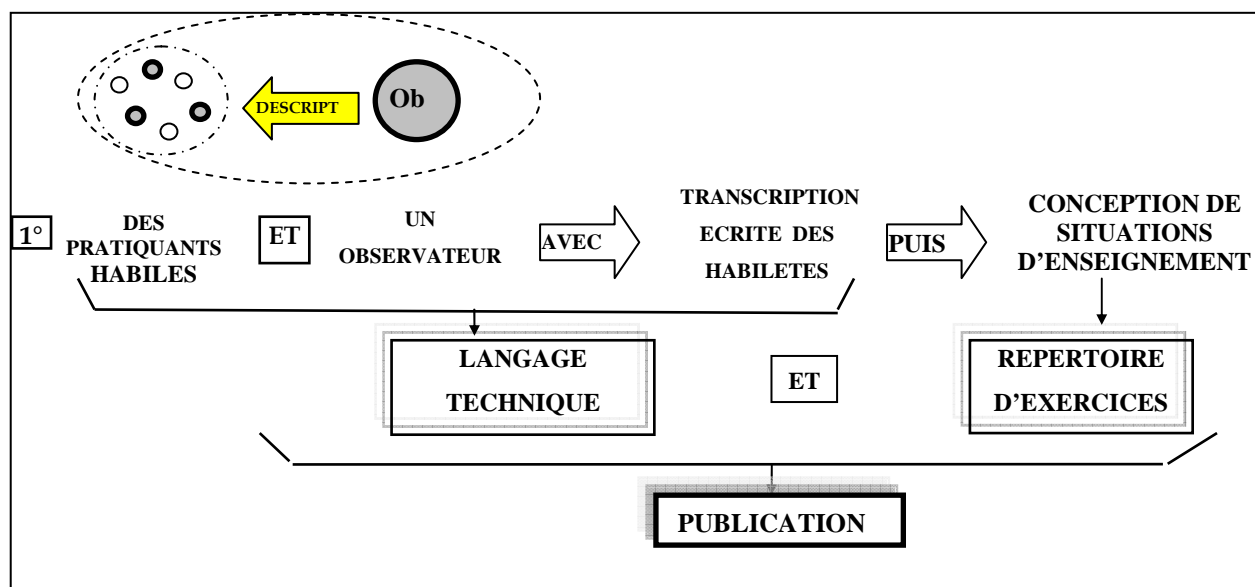 DESCRIPT
Ob
1°
DES
PRATIQUANTS
HABILES
ET
UN
OBSERVATEUR
AVEC
TRANSCRIPTION
ECRITE DES
HABILETES
PUIS
CONCEPTION DE
SITUATIONS
D’ENSEIGNEMENT
LANGAGE
TECHNIQUE
ET
REPERTOIRE
D’EXERCICES
PUBLICATION